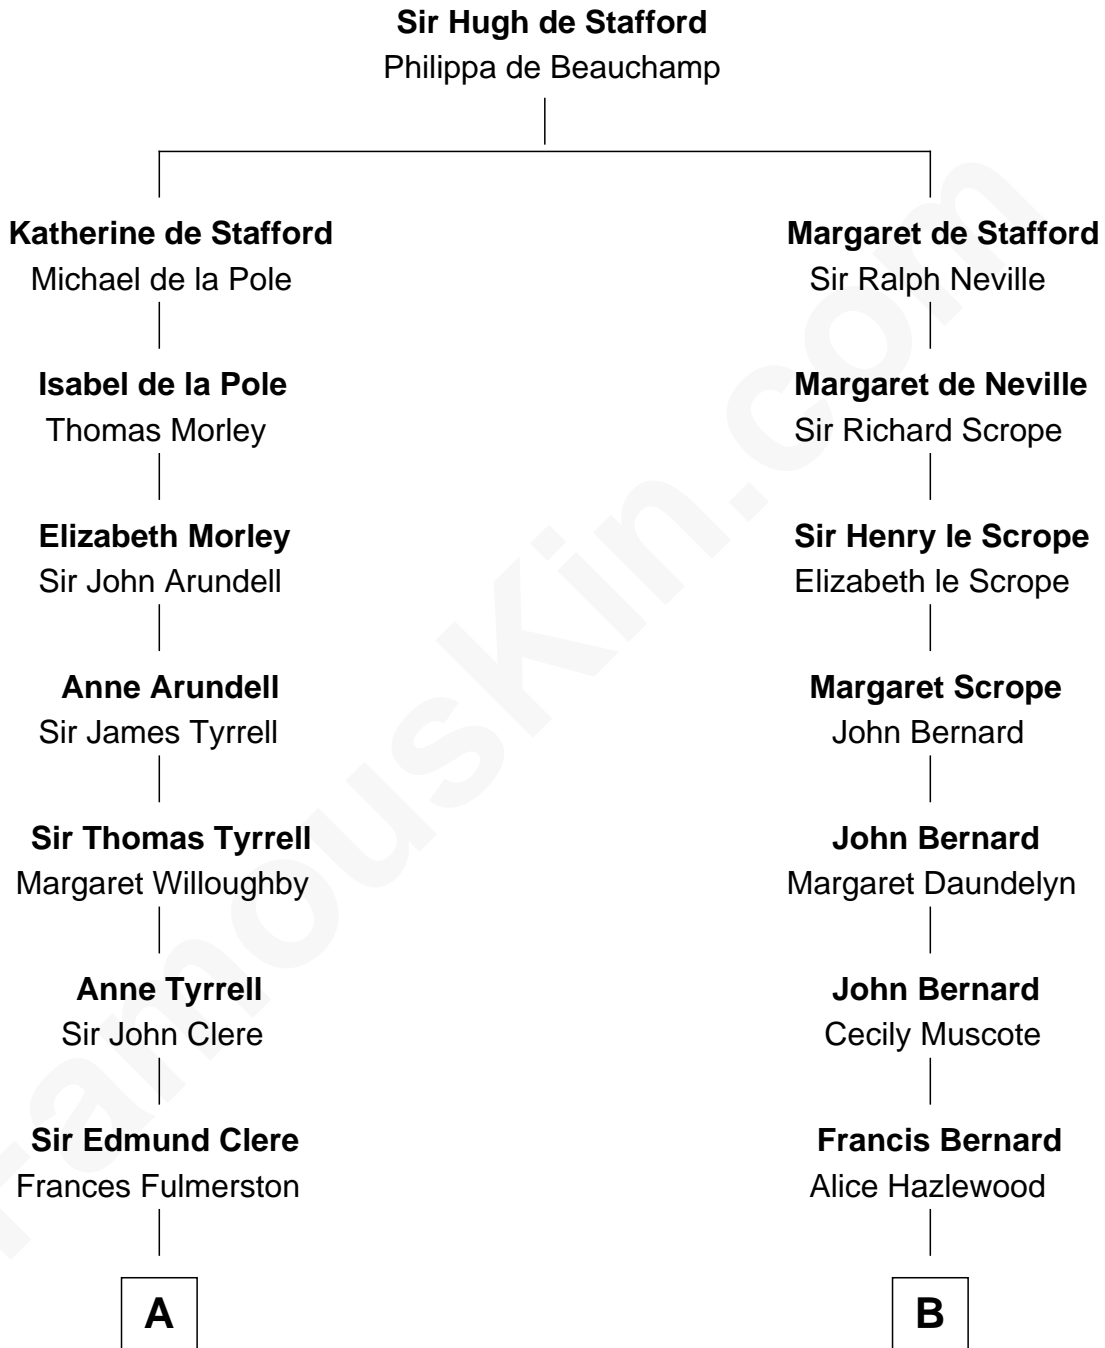 Sir Hugh de Stafford
Philippa de Beauchamp
Katherine de Stafford
Michael de la Pole
Margaret de Stafford
Sir Ralph Neville
Isabel de la Pole
Thomas Morley
Margaret de Neville
Sir Richard Scrope
Elizabeth Morley
Sir John Arundell
Sir Henry le Scrope
Elizabeth le Scrope
Anne Arundell
Sir James Tyrrell
Margaret Scrope
John Bernard
Sir Thomas Tyrrell
Margaret Willoughby
John Bernard
Margaret Daundelyn
Anne Tyrrell
Sir John Clere
John Bernard
Cecily Muscote
Sir Edmund Clere
Frances Fulmerston
Francis Bernard
Alice Hazlewood
A
B
FamousKin.com